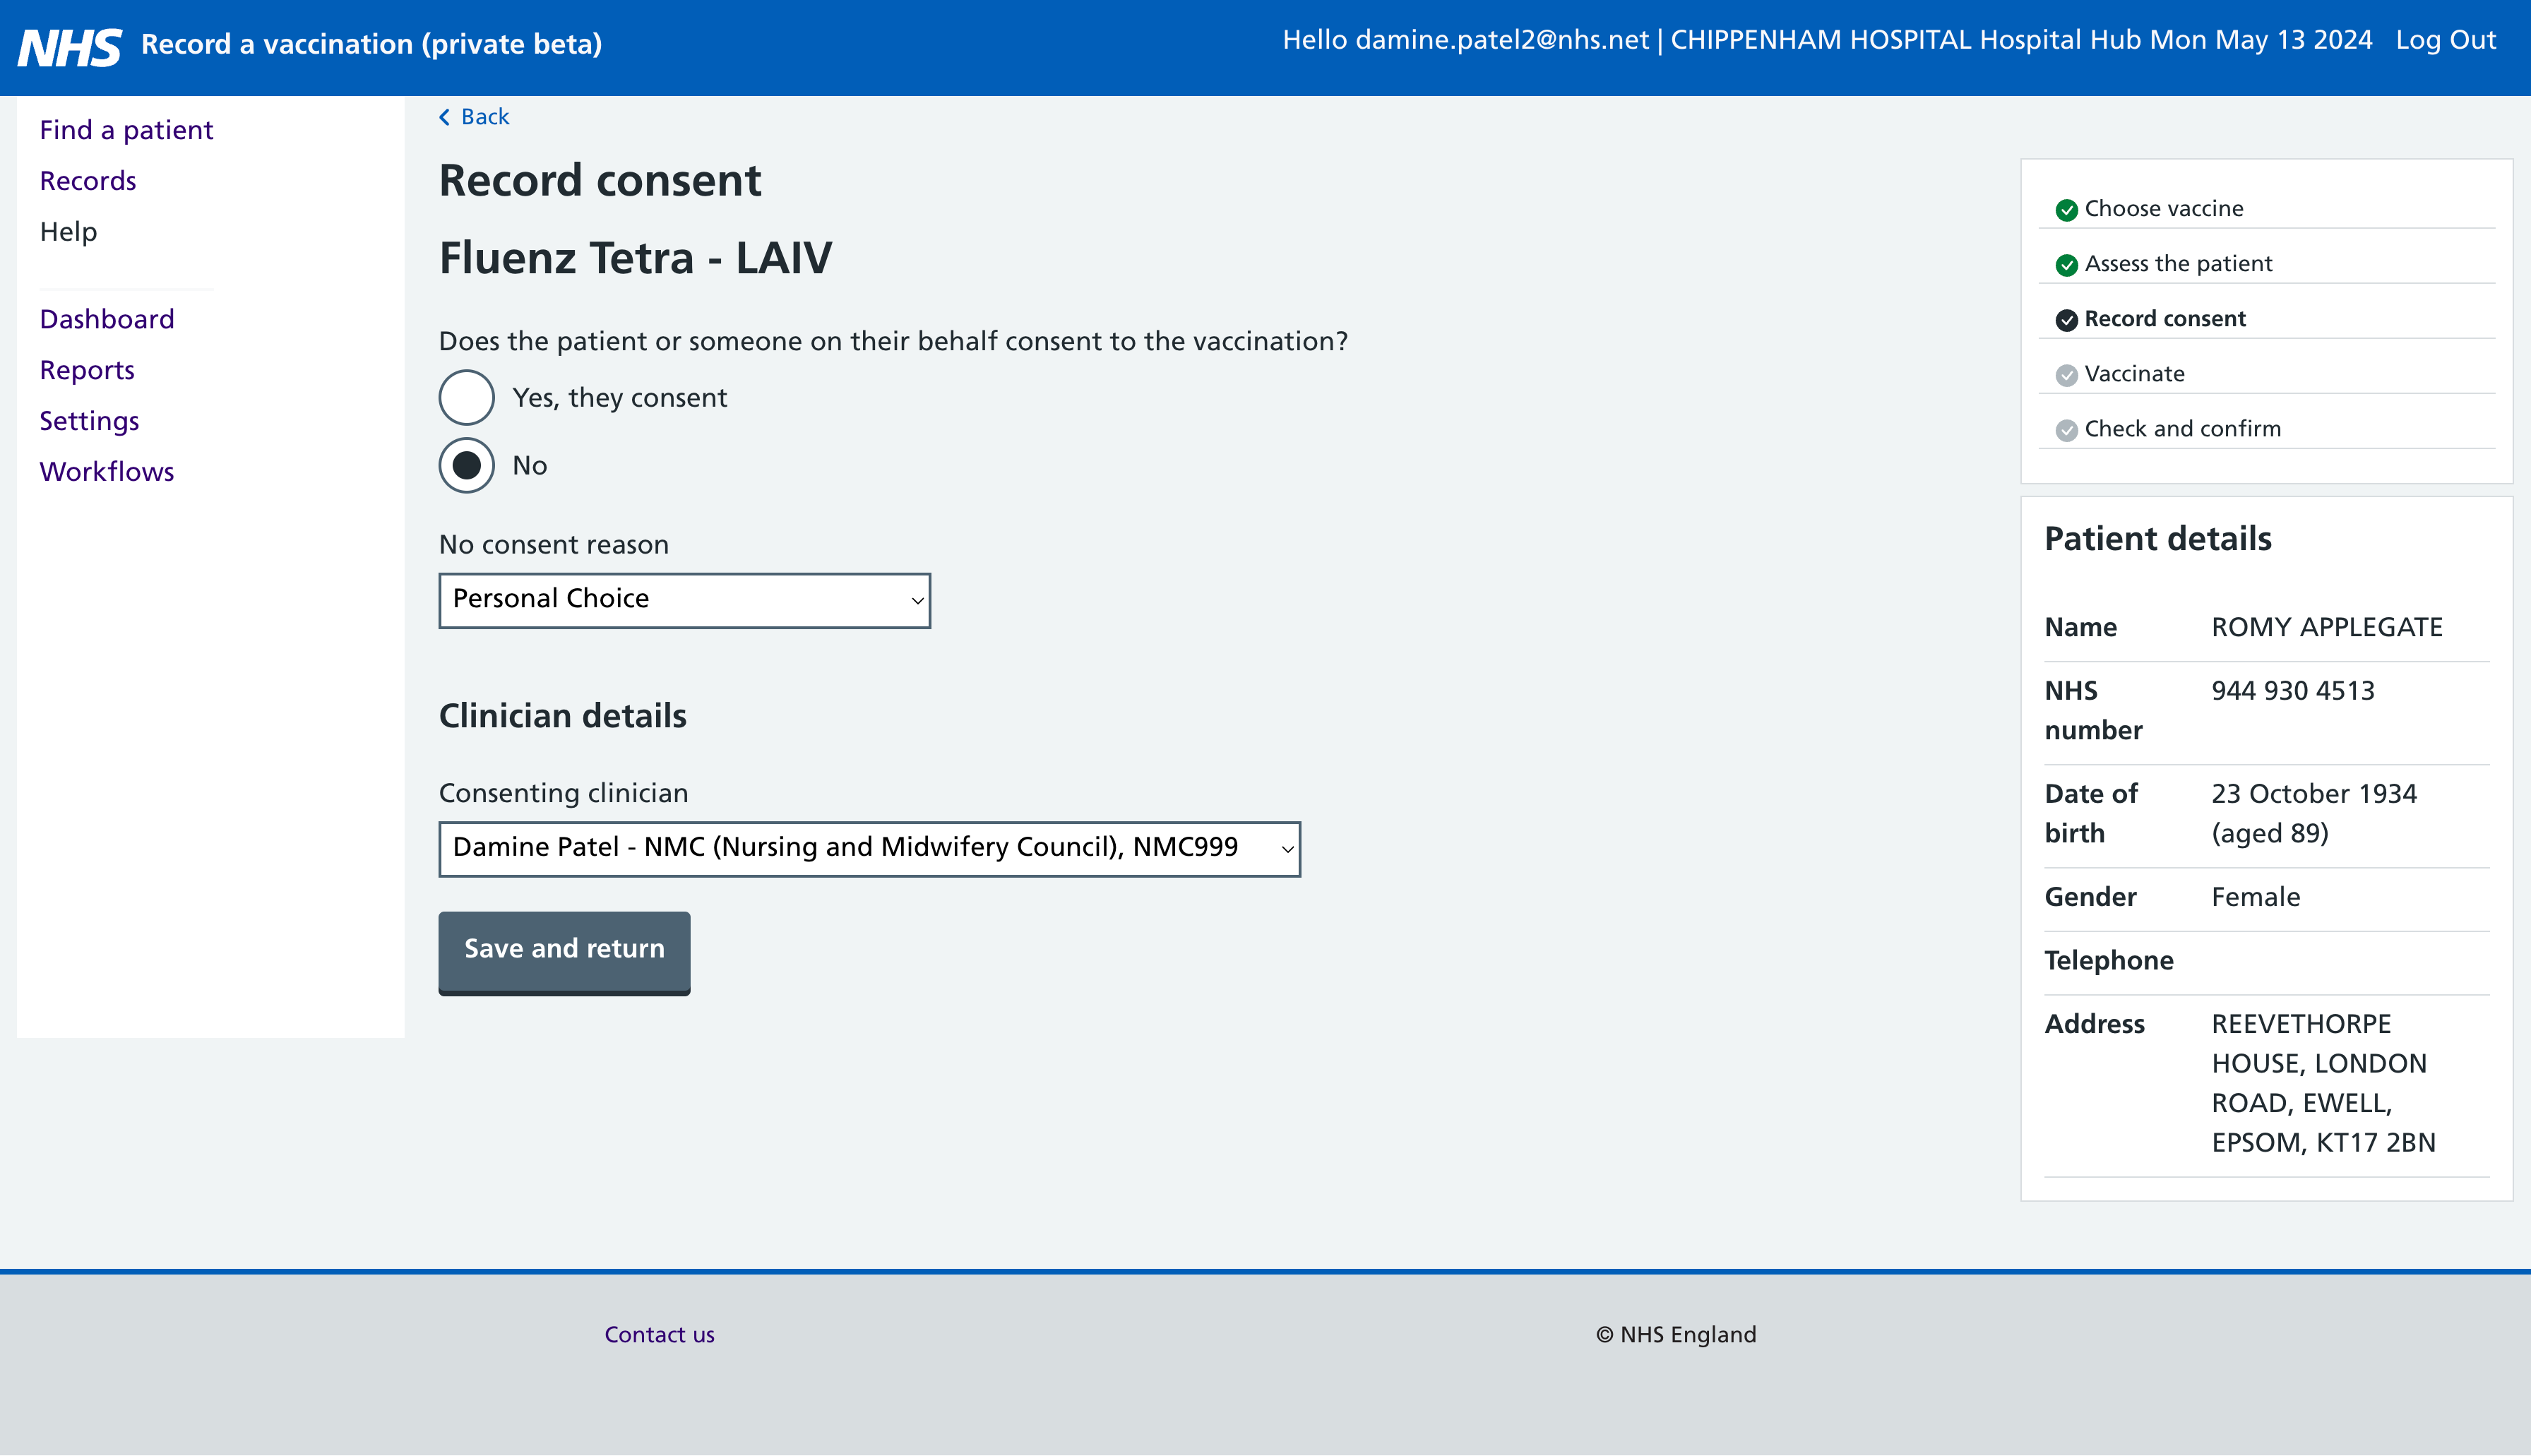 NHS Record a vaccination (private beta)
Hello damine.patel2@nhs.net | CHIPPENHAM HOSPITAL Hospital Hub Mon May 13 2024 Log Out
Find a patient
Records
Help
Dashboard
Reports
Settings
Workflows
Back
Record consent
Fluenz Tetra - LAIV
Does the patient or someone on their behalf consent to the vaccination?
Yes, they consent
No
No consent reason
Personal Choice
Clinician details
Consenting clinician
Damine Patel - NMC (Nursing and Midwifery Council), NMC999
Save and return
Choose vaccine
Assess the patient
Record consent
Vaccinate
Check and confirm
Patient details
Name ROMY APPLEGATE
NHS number 944 930 4513
Date of birth 23 October 1934 (aged 89)
Gender Female
Telephone
Address REEVETHORPE
HOUSE, LONDON
ROAD, EWELL,
EPSOM, KT17 2BN
Contact us
© NHS England